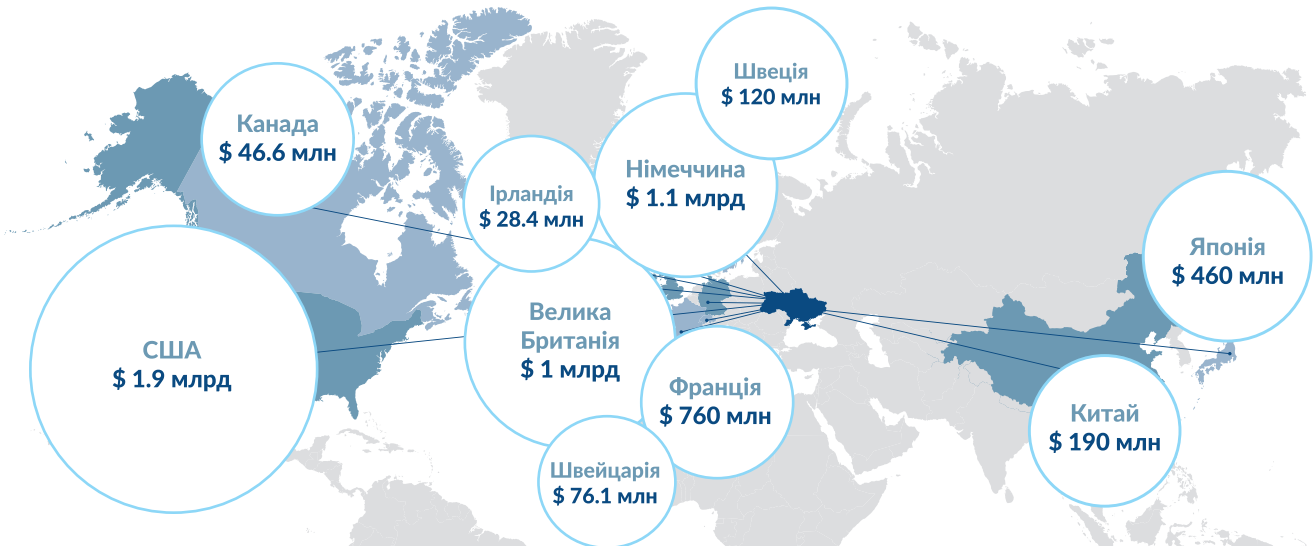 Швеція
$ 120 млн
Канада
$ 46.6 млн
Німеччина
$ 1.1 млрд
Ірландія
$ 28.4 млн
Японія
$ 460 млн
Велика
Британія
$ 1 млрд
США
$ 1.9 млрд
Франція
$ 760 млн
Китай
$ 190 млн
Швейцарія
$ 76.1 млн